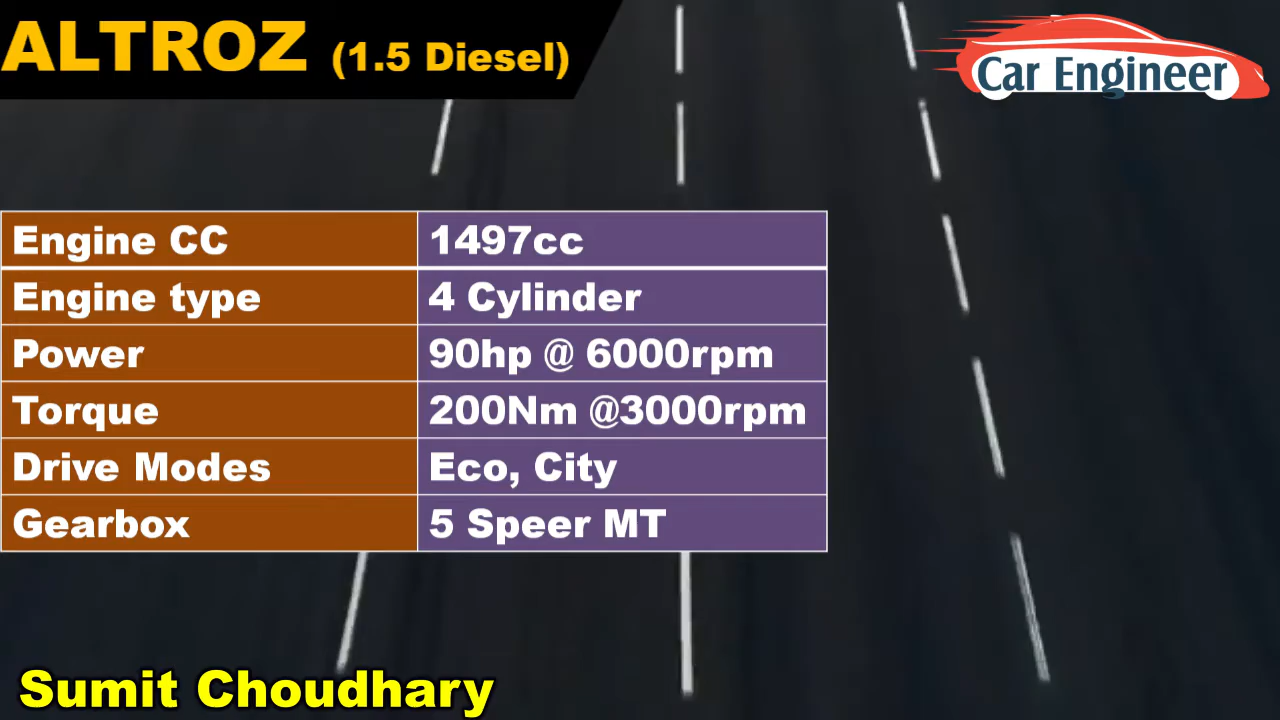 ALTROZ (1.5 Diesel)
Car Engineer
Engine CC 1497cc
Engine type 4 Cylinder
Power 90hp @ 6000rpm
Torque 200Nm @3000rpm
Drive Modes Eco, City
Gearbox 5 Speer MT
Sumit Choudhary